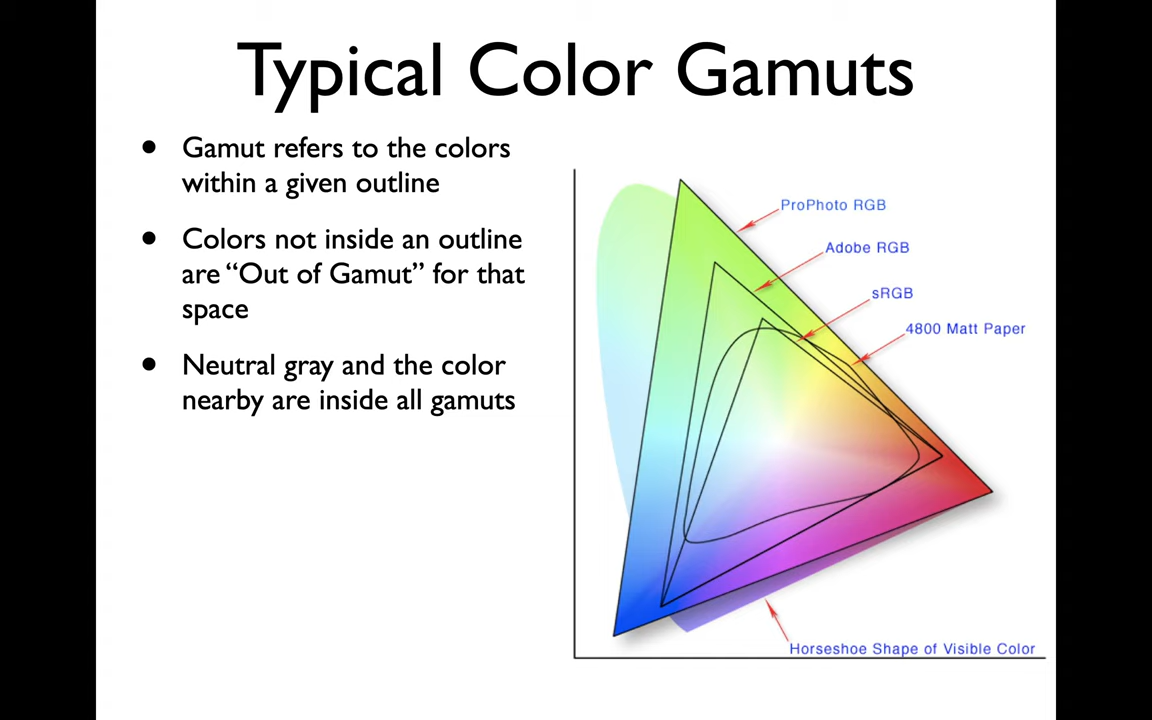 Typical Color Gamuts
• Gamut refers to the colors
within a given outline
• Colors not inside an outline
are “Out of Gamut” for that
space
• Neutral gray and the color
nearby are inside all gamuts
ProPhoto RGB
Adobe RGB
sRGB
4800 Matt Paper
Horseshoe Shape of Visible Color